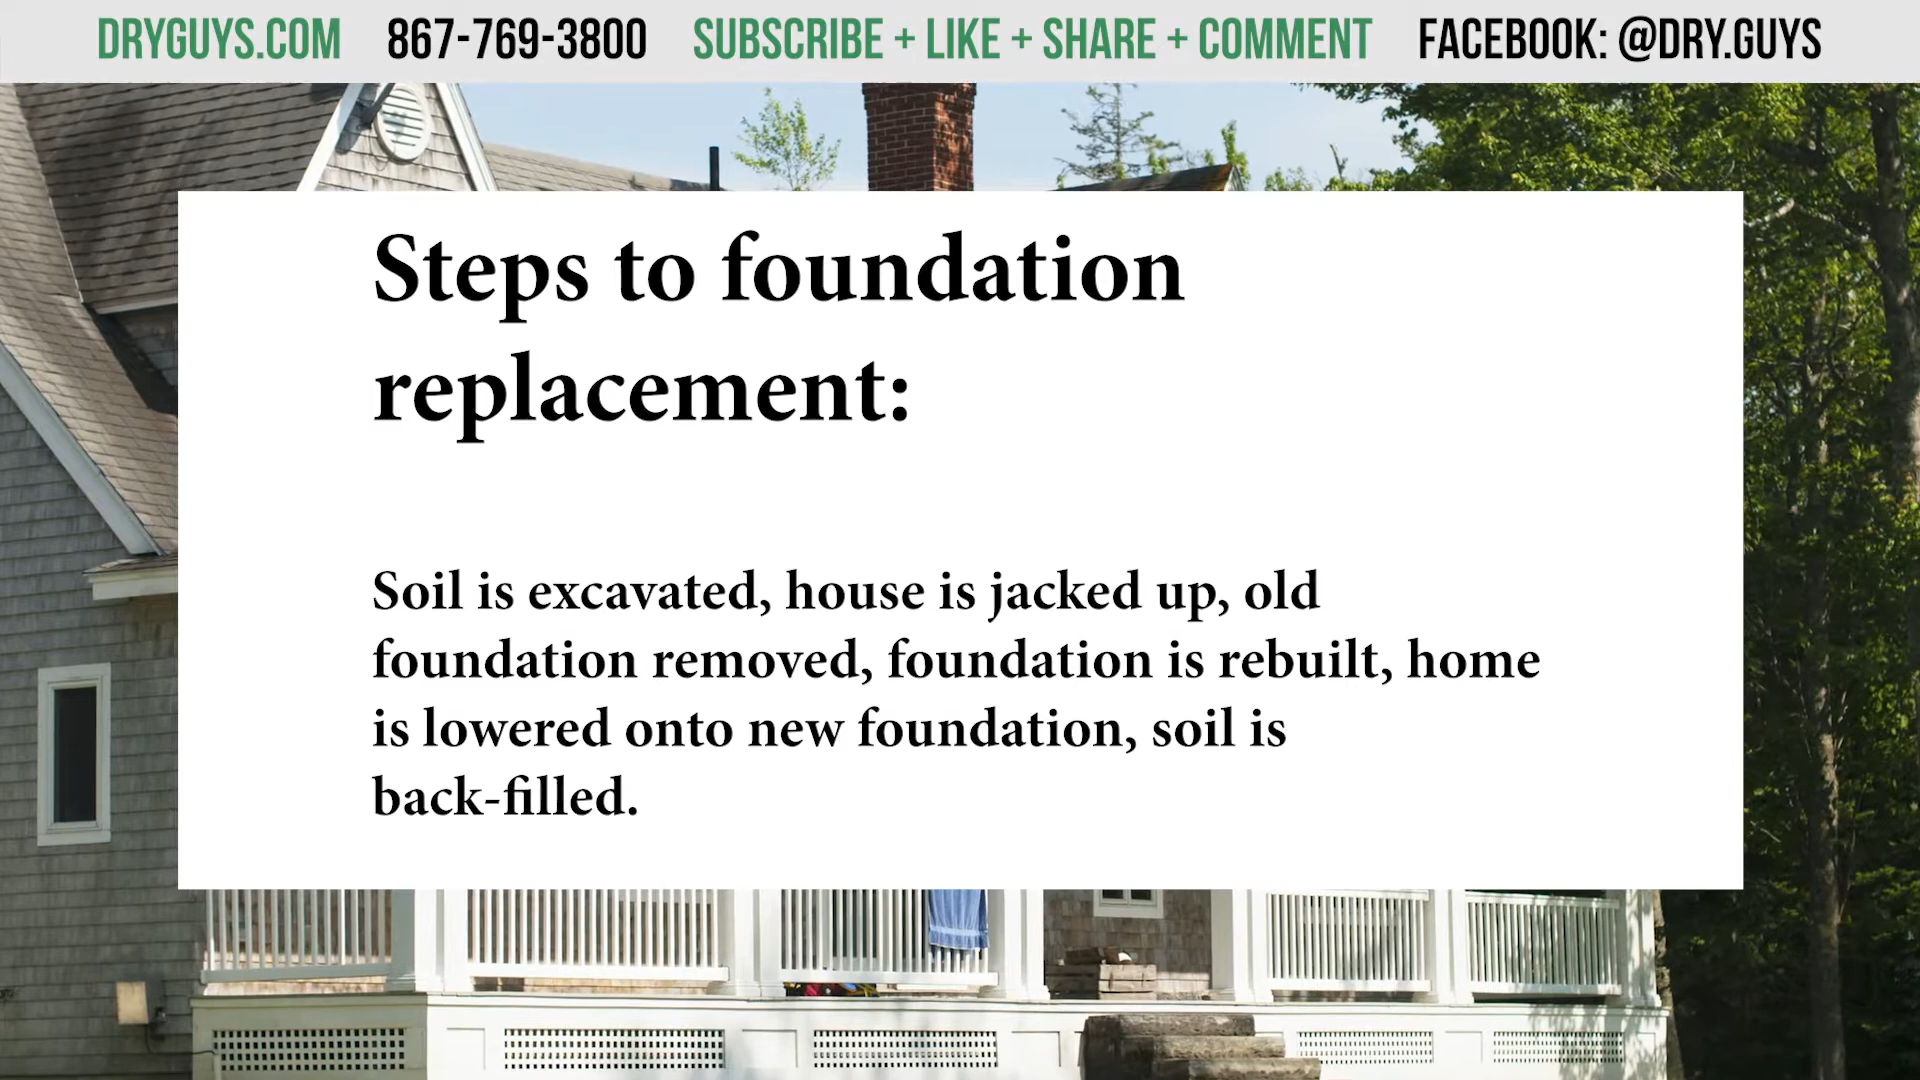 DRYGUYS.COM 867-769-3800 SUBSCRIBE + LIKE + SHARE + COMMENT FACEBOOK: @DRY.GUYS
Steps to foundation
replacement:
Soil is excavated, house is jacked up, old
foundation removed, foundation is rebuilt, home
is lowered onto new foundation, soil is
back-filled.